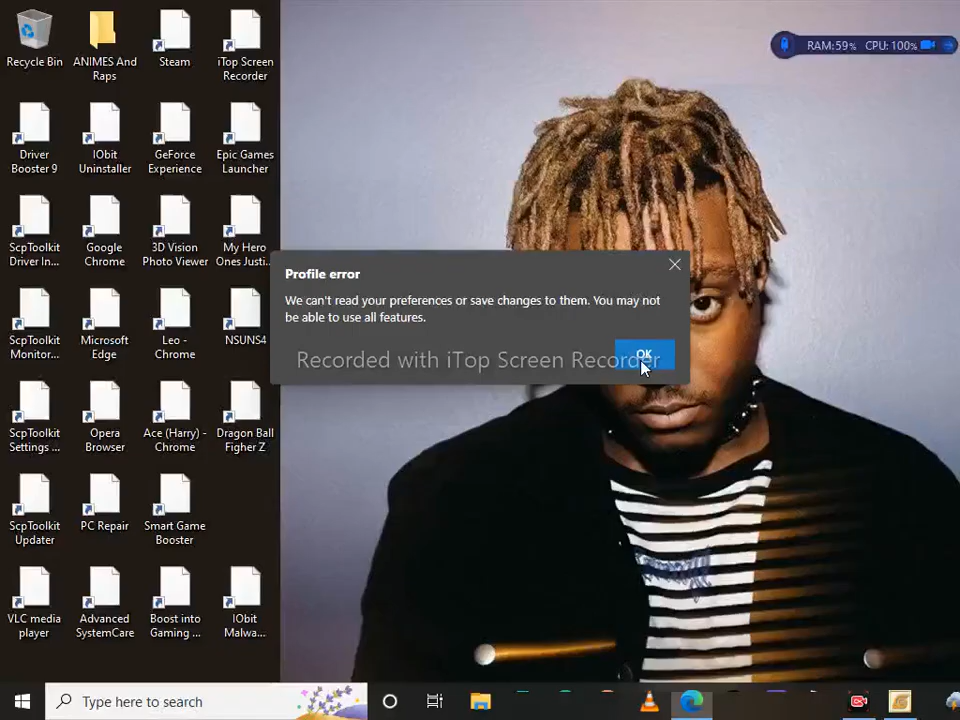 RAM:59% CPU:100%
Recycle Bin
ANIMES And
Raps
Steam
iTop Screen
Recorder
Driver
Booster 9
IObit
Uninstaller
GeForce
Experience
Epic Games
Launcher
ScpToolkit
Driver In...
Google
Chrome
3D Vision
Photo Viewer
My Hero
Ones Justi...
ScpToolkit
Monitor...
Microsoft
Edge
Leo -
Chrome
NSUNS4
ScpToolkit
Settings ...
Opera
Browser
Ace (Harry) -
Chrome
Dragon Ball
Figher Z
ScpToolkit
Updater
PC Repair
Smart Game
Booster
VLC media
player
Advanced
SystemCare
Boost into
Gaming ...
IObit
Malwa...
Profile error
We can't read your preferences or save changes to them. You may not
be able to use all features.
OK
Recorded with iTop Screen Recorder
Type here to search